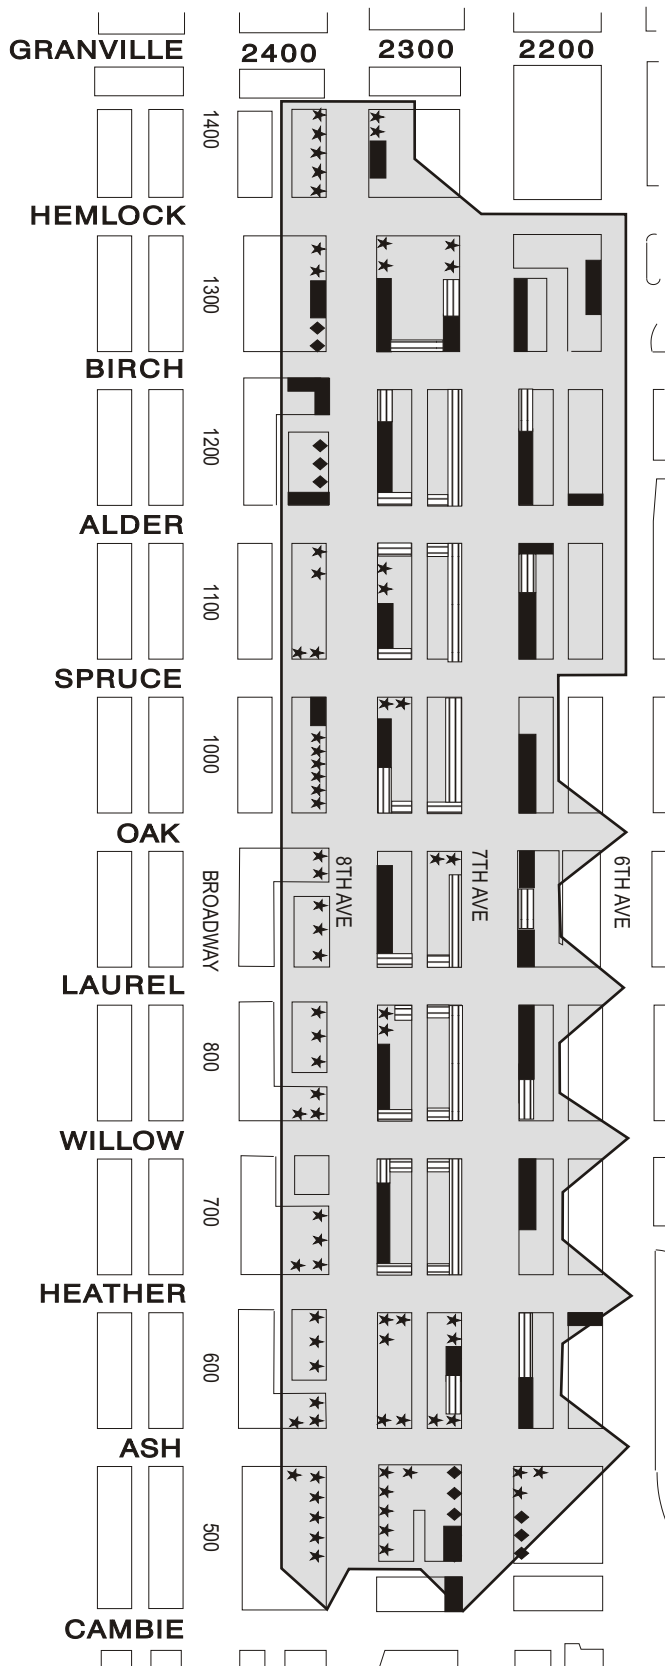 GRANVILLE 2400 2300 2200
1400
HEMLOCK
1300
BIRCH
1200
ALDER
1100
SPRUCE
1000
OAK
BROADWAY
8TH AVE
7TH AVE
6TH AVE
LAUREL
800
WILLOW
700
HEATHER
600
ASH
500
CAMBIE